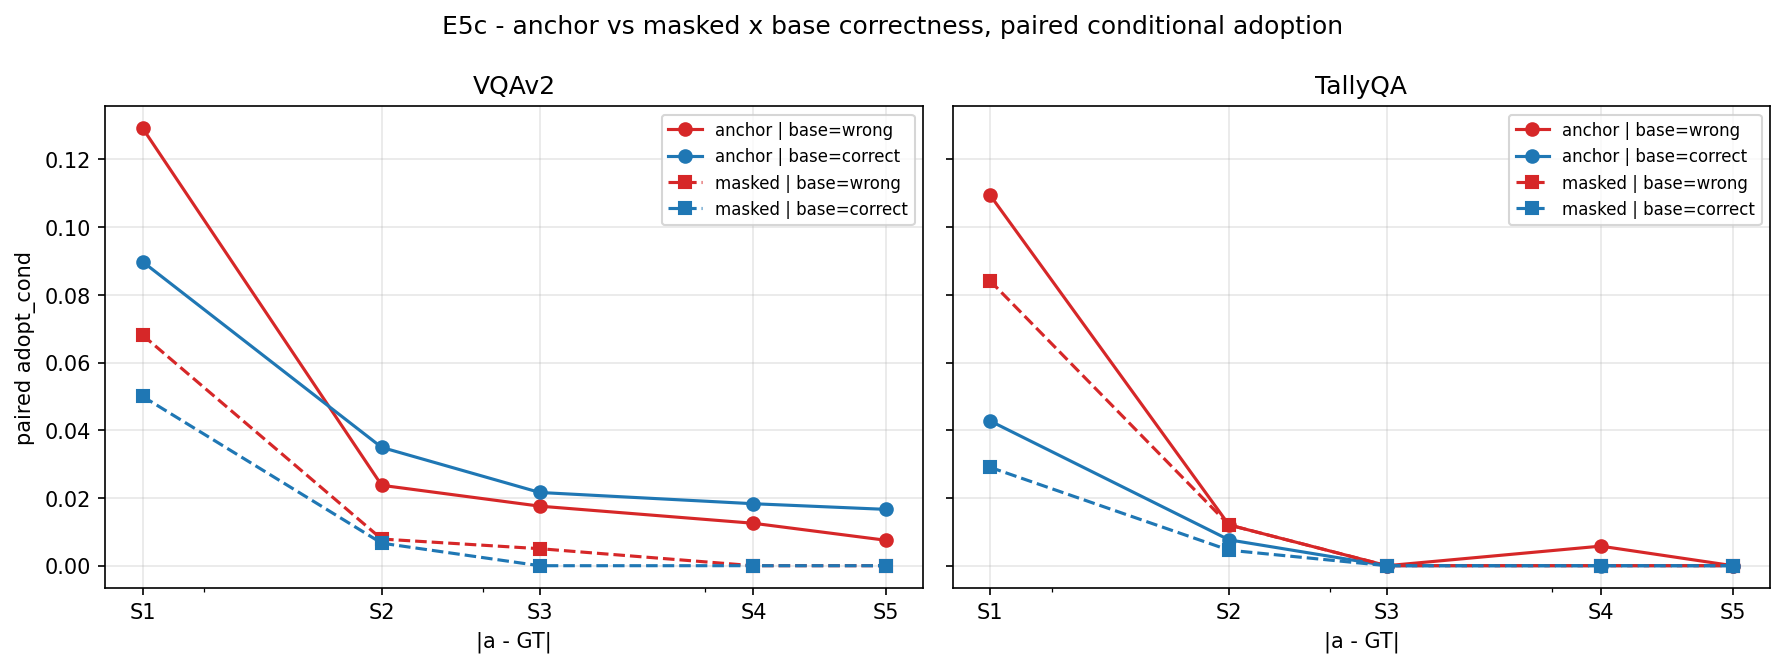 E5c - anchor vs masked x base correctness, paired conditional adoption
VQAv2
TallyQA
anchor | base=wrong
anchor | base=correct
masked | base=wrong
masked | base=correct
anchor | base=wrong
anchor | base=correct
masked | base=wrong
masked | base=correct
paired adopt_cond
0.12
0.10
0.08
0.06
0.04
0.02
0.00
S1 S2 S3 S4 S5
S1 S2 S3 S4 S5
|a - GT|
|a - GT|